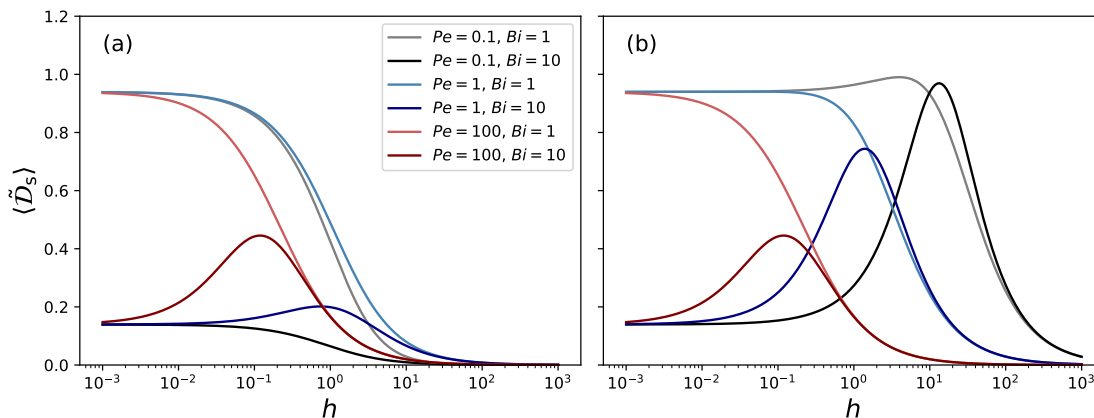 (a)
Pe = 0.1, Bi = 1
Pe = 0.1, Bi = 10
Pe = 1, Bi = 1
Pe = 1, Bi = 10
Pe = 100, Bi = 1
Pe = 100, Bi = 10
(b)
⟨𝒟̃ₛ⟩
1.2
1.0
0.8
0.6
0.4
0.2
0.0
10⁻³ 10⁻² 10⁻¹ 10⁰ 10¹ 10² 10³
10⁻³ 10⁻² 10⁻¹ 10⁰ 10¹ 10² 10³
h
h